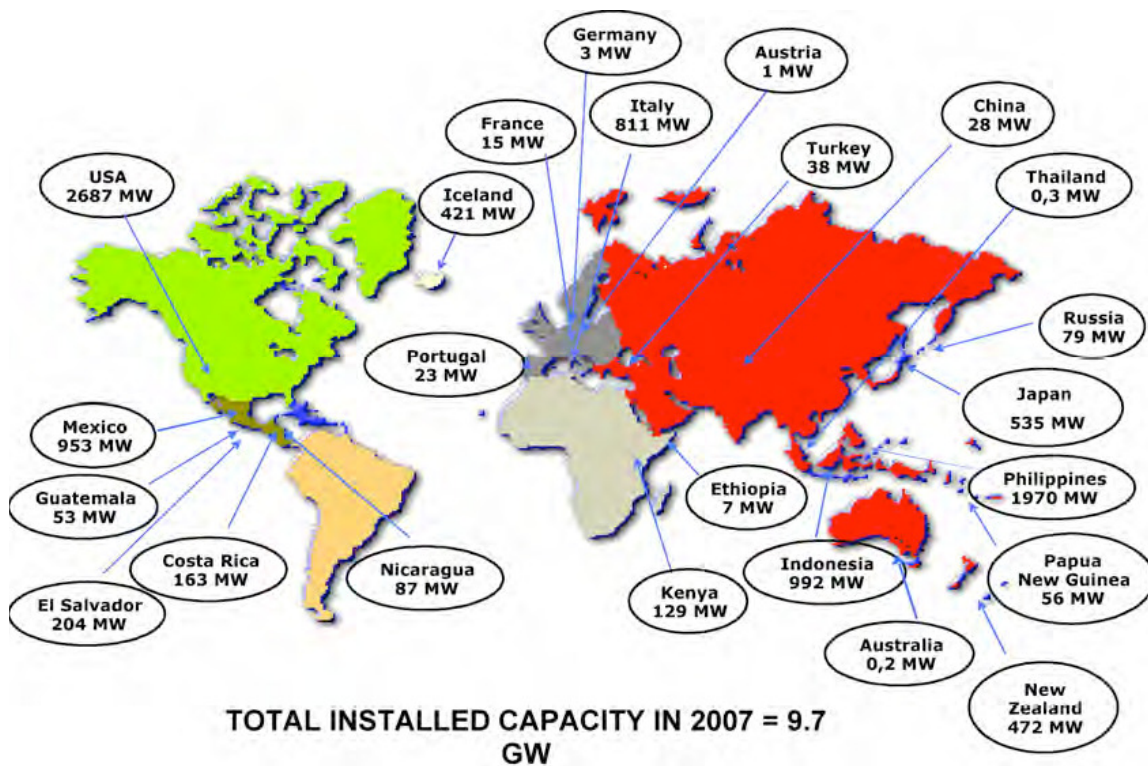 Germany
3 MW
Austria
1 MW
Italy
811 MW
China
28 MW
France
15 MW
Turkey
38 MW
Thailand
0,3 MW
USA
2687 MW
Iceland
421 MW
Russia
79 MW
Portugal
23 MW
Japan
535 MW
Mexico
953 MW
Philippines
1970 MW
Guatemala
53 MW
Ethiopia
7 MW
Costa Rica
163 MW
Nicaragua
87 MW
Indonesia
992 MW
Papua
New Guinea
56 MW
El Salvador
204 MW
Kenya
129 MW
Australia
0,2 MW
New
Zealand
472 MW
TOTAL INSTALLED CAPACITY IN 2007 = 9.7
GW